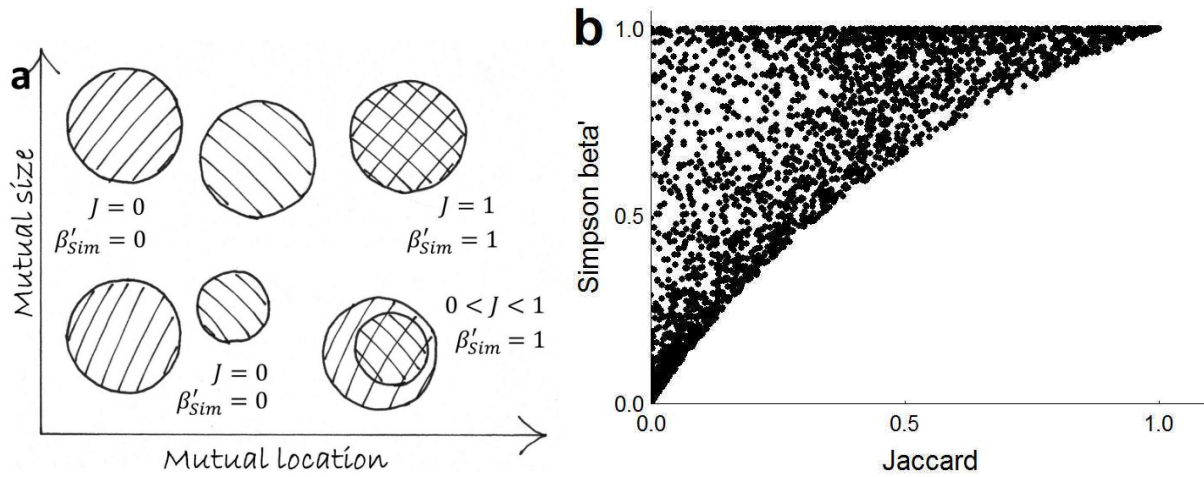 a
Mutual size
J = 0
β′Sim = 0
J = 1
β′Sim = 1
J = 0
β′Sim = 0
0 < J < 1
β′Sim = 1
Mutual location
b
Simpson beta'
1.0
0.5
0.0
0.0 0.5 1.0
Jaccard